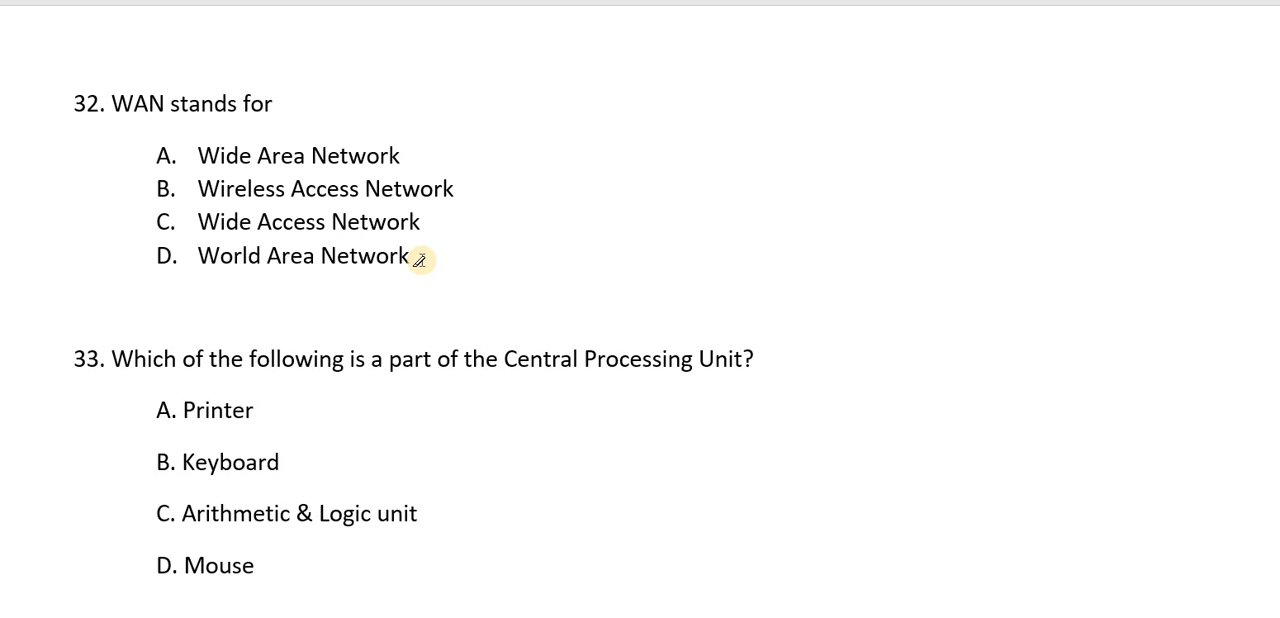 32. WAN stands for
A. Wide Area Network
B. Wireless Access Network
C. Wide Access Network
D. World Area Network
33. Which of the following is a part of the Central Processing Unit?
A. Printer
B. Keyboard
C. Arithmetic & Logic unit
D. Mouse